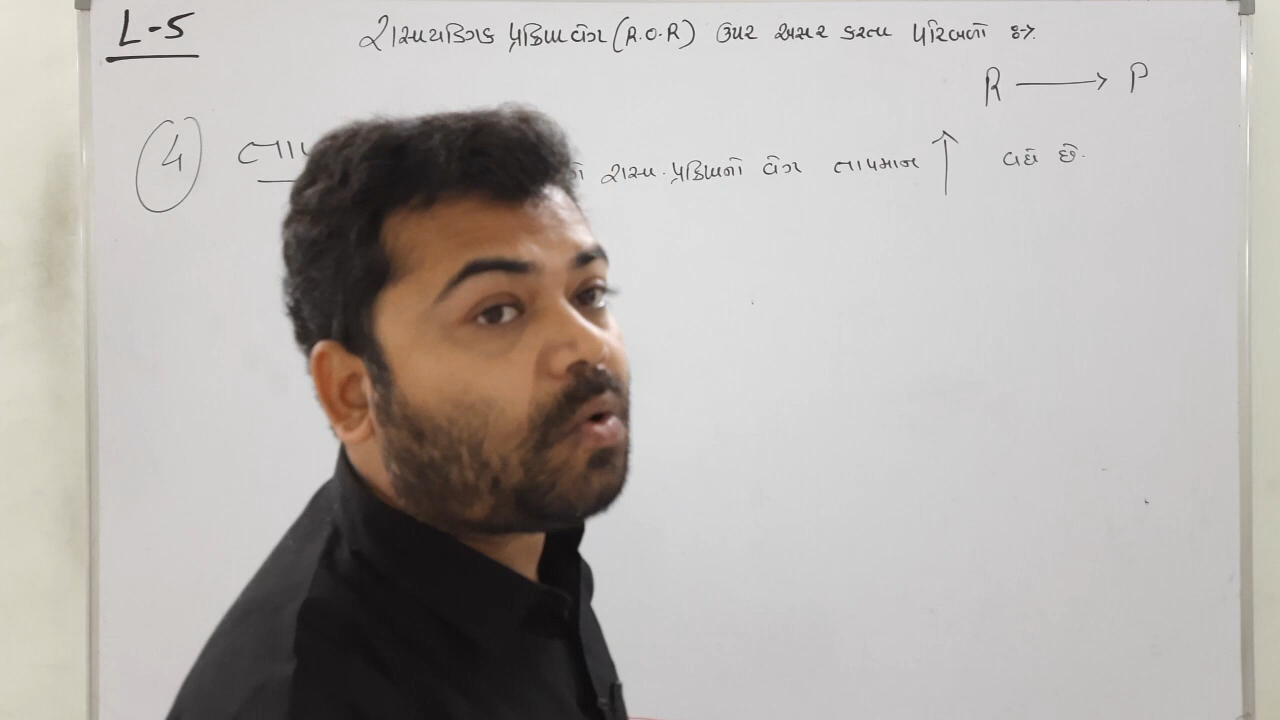 L-5
રાસાયણિક પ્રક્રિયા વેગ (R.O.R) ઉપર અસર કરતા પરિબળો
R ⟶ P
4 રાસા. પ્રક્રિયાનો વેગ તાપમાન ↑ વધે છે.